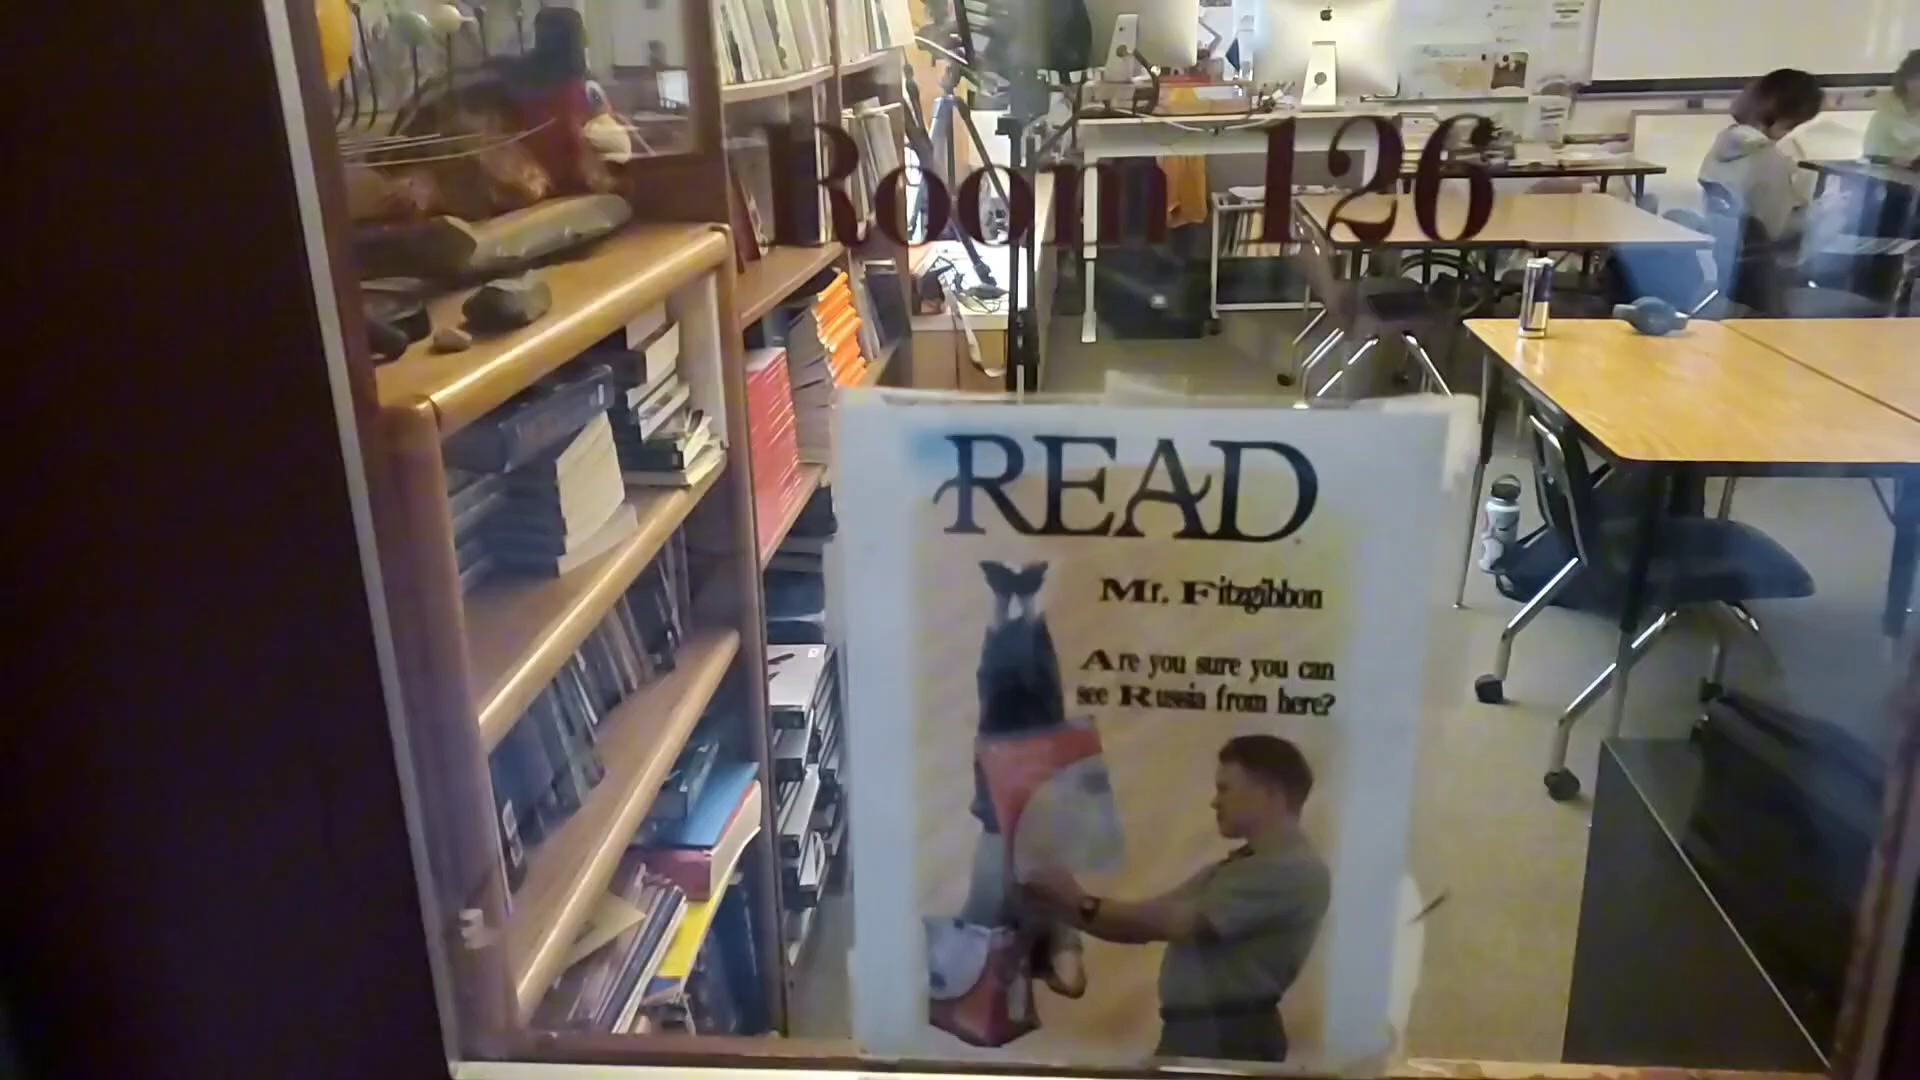 Room 126
READ
Mr. Fitzgibbon
Are you sure you can
see Russia from here?